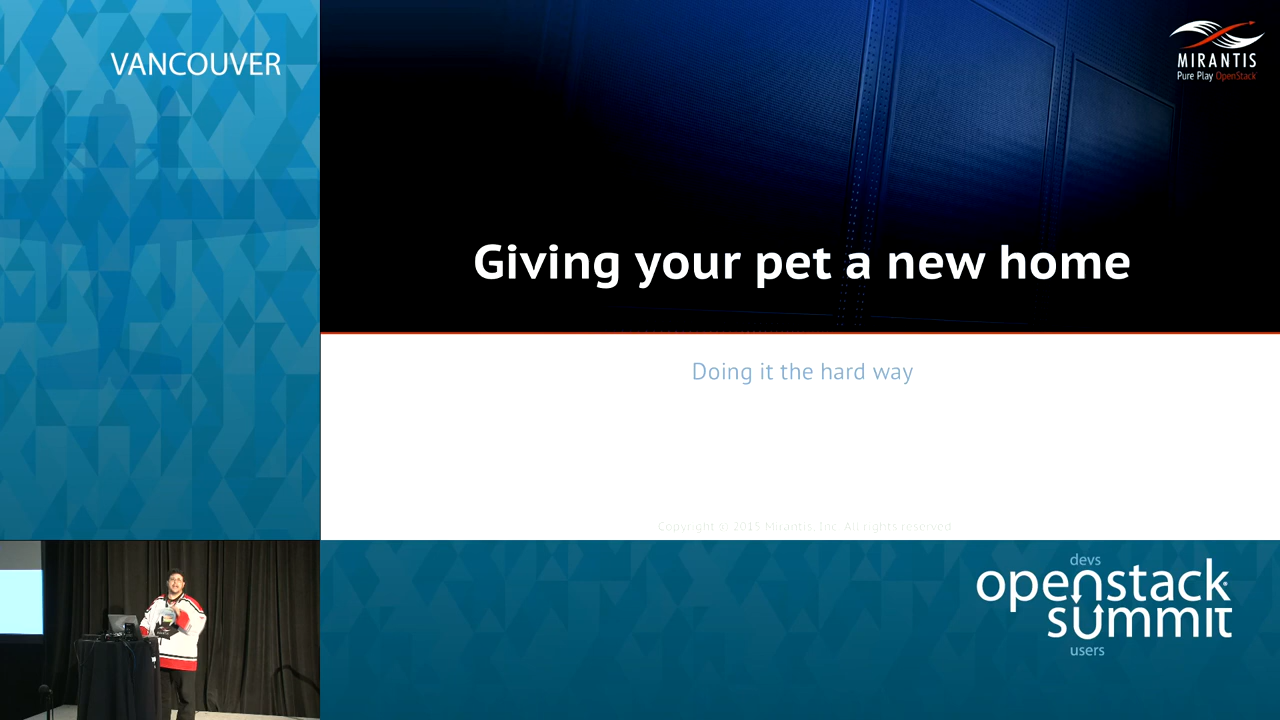 VANCOUVER
MIRANTIS
Pure Play OpenStack
Giving your pet a new home
Doing it the hard way
Copyright © 2015 Mirantis, Inc. All rights reserved
devs
openstack
summit
users